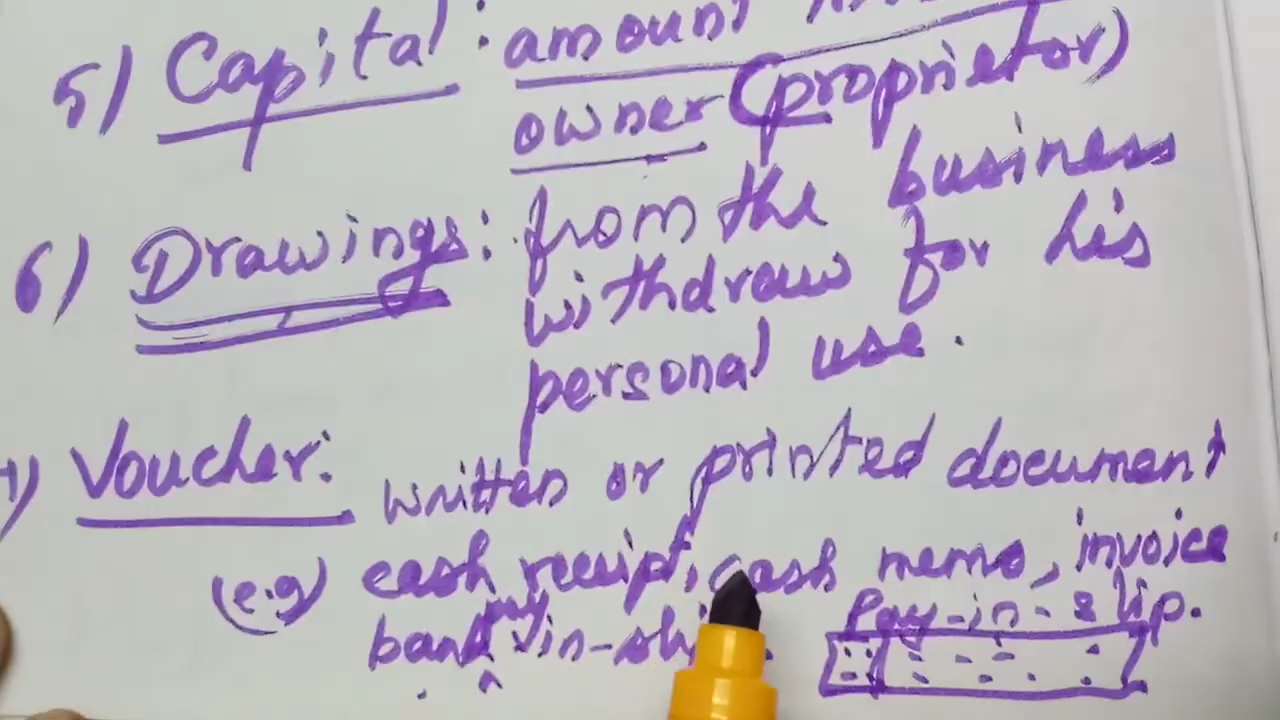 5) Capital : amount
owner (proprietor)
6) Drawings : from the business
withdraw for his
personal use.
Voucher: written or printed document
(e.g) cash receipt, cash memo, invoice
bank pay in-slip. Pay-in-slip.